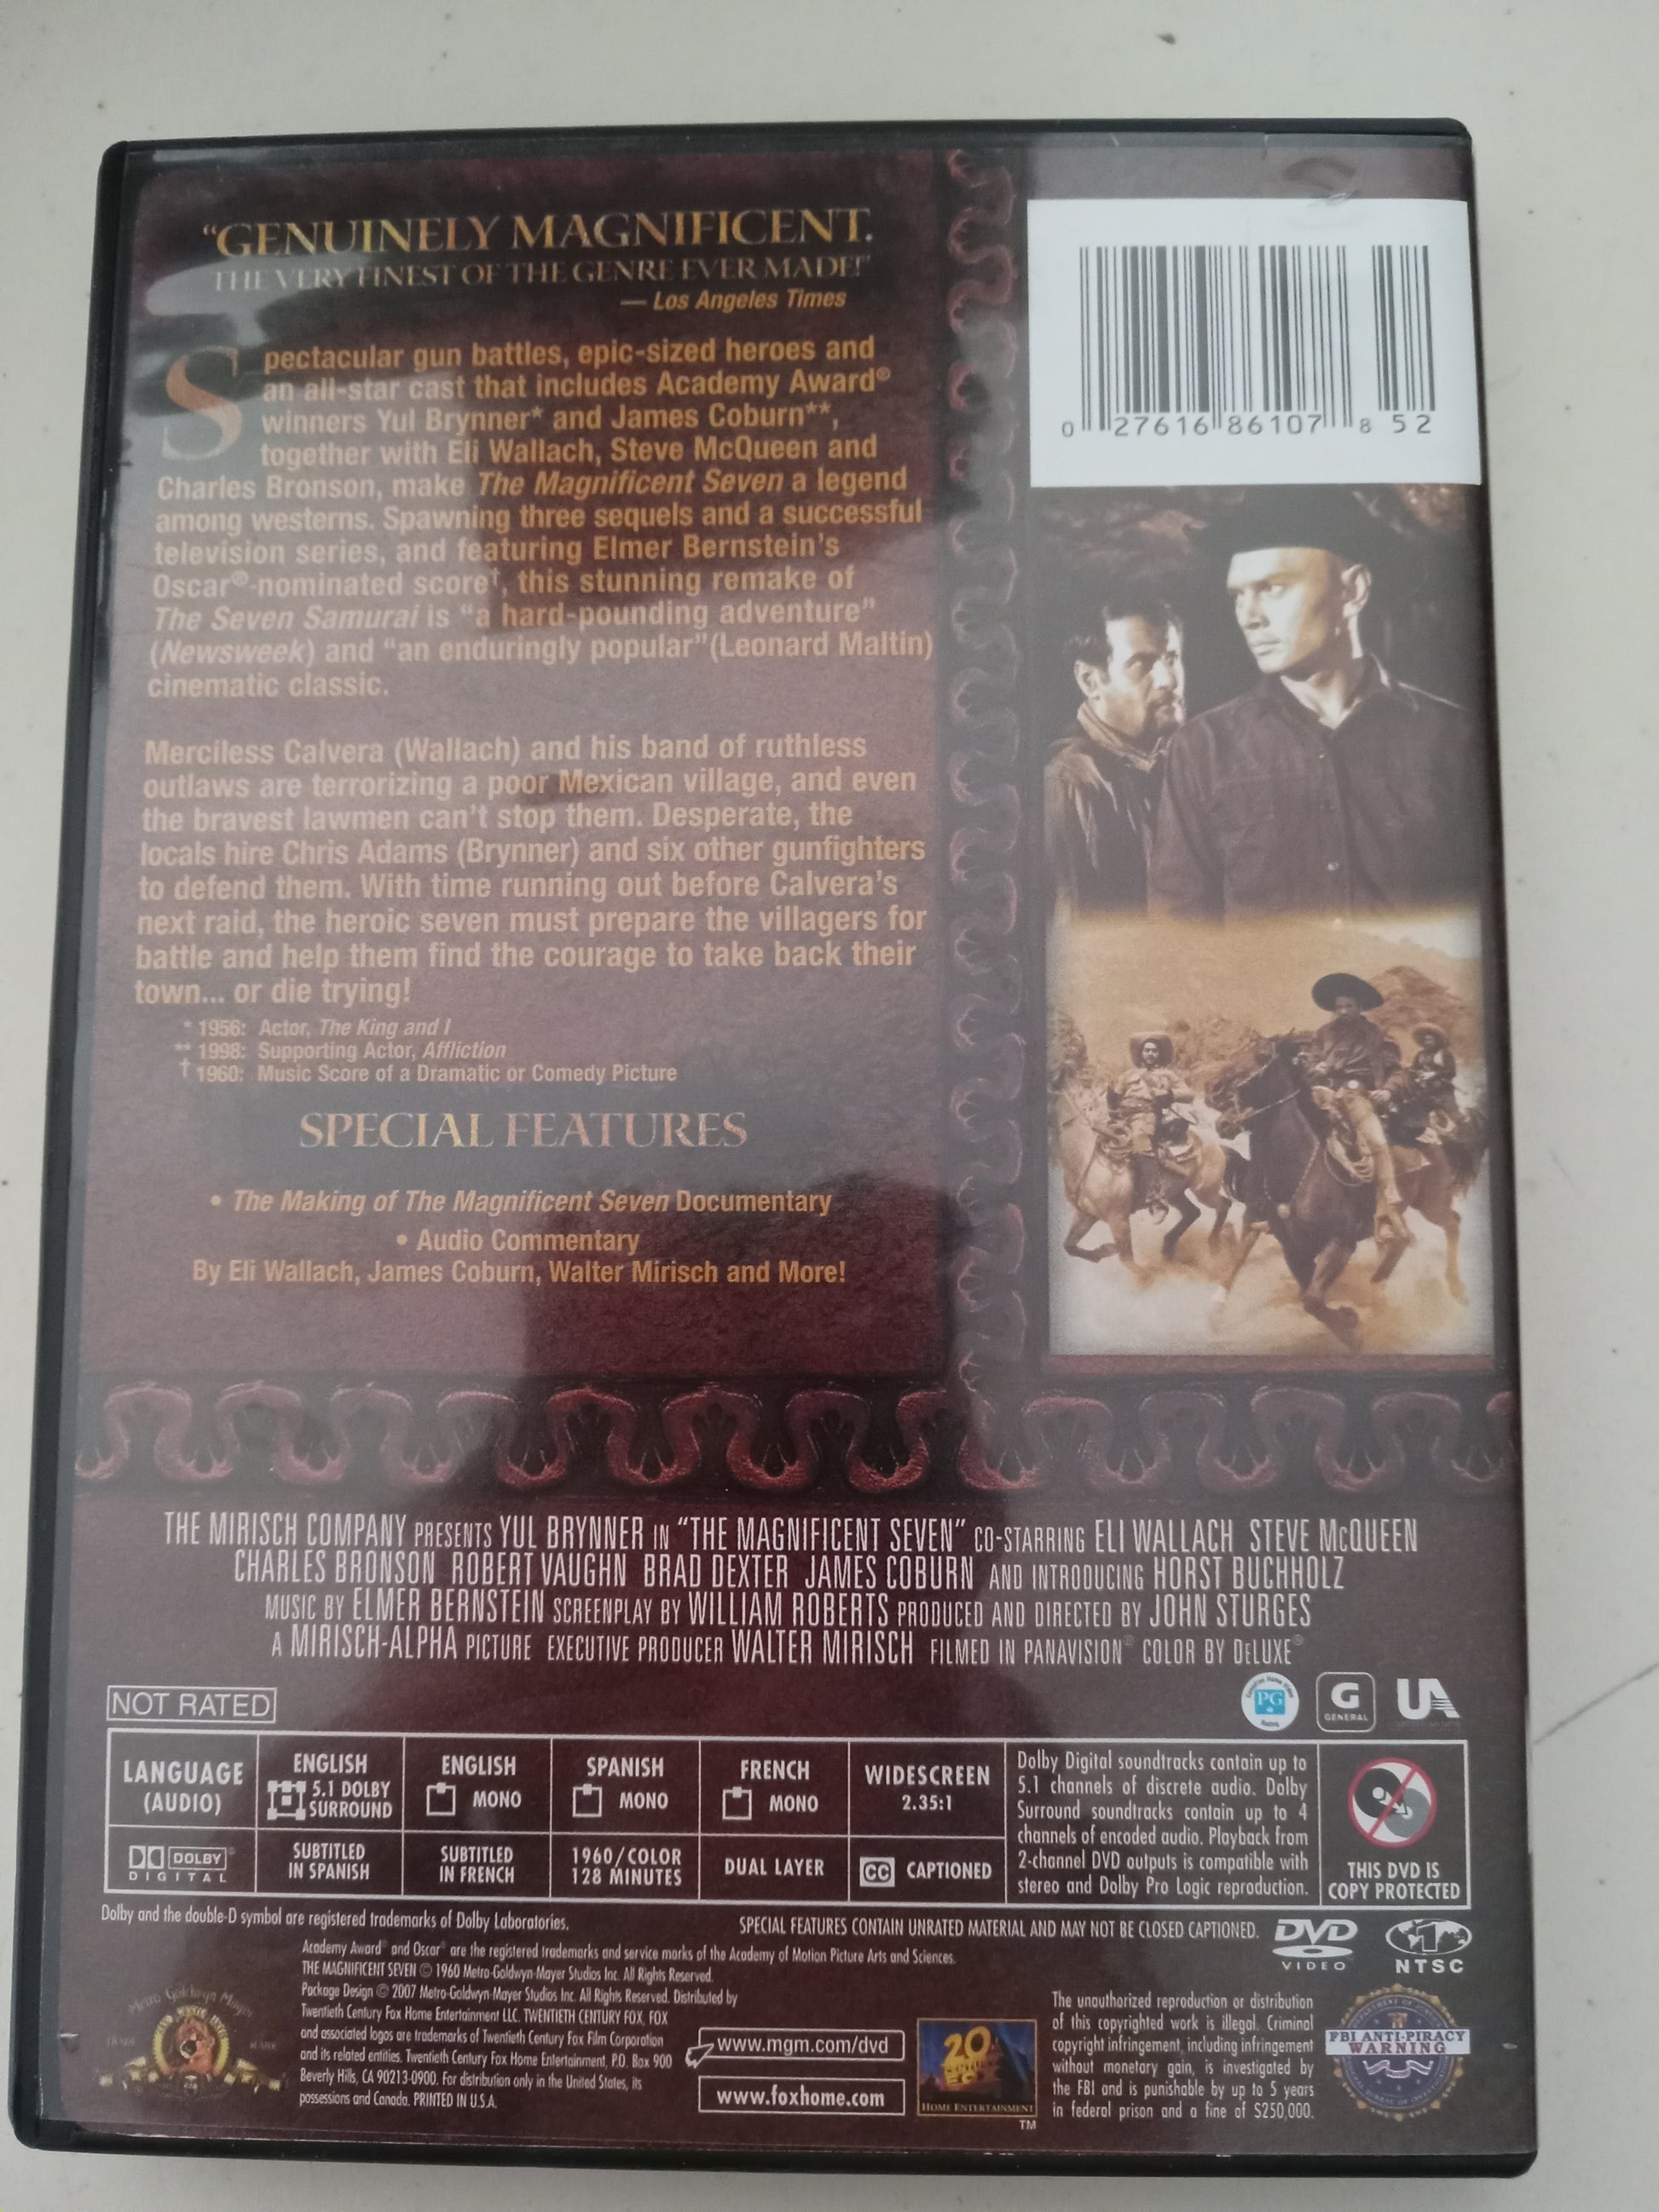 “GENUINELY MAGNIFICENT.
THE VERY FINEST OF THE GENRE EVER MADE!”
— Los Angeles Times
Spectacular gun battles, epic-sized heroes and
an all-star cast that includes Academy Award®
winners Yul Brynner* and James Coburn**,
together with Eli Wallach, Steve McQueen and
Charles Bronson, make The Magnificent Seven a legend
among westerns. Spawning three sequels and a successful
television series, and featuring Elmer Bernstein’s
Oscar®-nominated score†, this stunning remake of
The Seven Samurai is “a hard-pounding adventure”
(Newsweek) and “an enduringly popular” (Leonard Maltin)
cinematic classic.
Merciless Calvera (Wallach) and his band of ruthless
outlaws are terrorizing a poor Mexican village, and even
the bravest lawmen can’t stop them. Desperate, the
locals hire Chris Adams (Brynner) and six other gunfighters
to defend them. With time running out before Calvera’s
next raid, the heroic seven must prepare the villagers for
battle and help them find the courage to take back their
town... or die trying!
* 1956: Actor, The King and I
** 1998: Supporting Actor, Affliction
† 1960: Music Score of a Dramatic or Comedy Picture
SPECIAL FEATURES
• The Making of The Magnificent Seven Documentary
• Audio Commentary
By Eli Wallach, James Coburn, Walter Mirisch and More!
0 27616 86107 8 52
THE MIRISCH COMPANY PRESENTS YUL BRYNNER IN “THE MAGNIFICENT SEVEN” CO-STARRING ELI WALLACH STEVE McQUEEN
CHARLES BRONSON ROBERT VAUGHN BRAD DEXTER JAMES COBURN AND INTRODUCING HORST BUCHHOLZ
MUSIC BY ELMER BERNSTEIN SCREENPLAY BY WILLIAM ROBERTS PRODUCED AND DIRECTED BY JOHN STURGES
A MIRISCH-ALPHA PICTURE EXECUTIVE PRODUCER WALTER MIRISCH FILMED IN PANAVISION® COLOR BY DeLUXE®
NOT RATED
PG
G
GENERAL
UA
LANGUAGE
(AUDIO)
ENGLISH
5.1 DOLBY
SURROUND
ENGLISH
MONO
SPANISH
MONO
FRENCH
MONO
WIDESCREEN
2.35:1
DOLBY®
DIGITAL
SUBTITLED
IN SPANISH
SUBTITLED
IN FRENCH
1960/COLOR
128 MINUTES
DUAL LAYER
CC CAPTIONED
Dolby Digital soundtracks contain up to
5.1 channels of discrete audio. Dolby
Surround soundtracks contain up to 4
channels of encoded audio. Playback from
2-channel DVD outputs is compatible with
stereo and Dolby Pro Logic reproduction.
THIS DVD IS
COPY PROTECTED
Dolby and the double-D symbol are registered trademarks of Dolby Laboratories.
SPECIAL FEATURES CONTAIN UNRATED MATERIAL AND MAY NOT BE CLOSED CAPTIONED.
DVD
VIDEO
1
NTSC
Academy Award® and Oscar® are the registered trademarks and service marks of the Academy of Motion Picture Arts and Sciences.
THE MAGNIFICENT SEVEN © 1960 Metro-Goldwyn-Mayer Studios Inc. All Rights Reserved.
Package Design © 2007 Metro-Goldwyn-Mayer Studios Inc. All Rights Reserved. Distributed by
Twentieth Century Fox Home Entertainment LLC. TWENTIETH CENTURY FOX, FOX
and associated logos are trademarks of Twentieth Century Fox Film Corporation
and its related entities. Twentieth Century Fox Home Entertainment, P.O. Box 900
Beverly Hills, CA 90213-0900. For distribution only in the United States, its
possessions and Canada. PRINTED IN U.S.A.
Metro Goldwyn Mayer
www.mgm.com/dvd
www.foxhome.com
20
CENTURY
FOX
HOME ENTERTAINMENT
TM
The unauthorized reproduction or distribution
of this copyrighted work is illegal. Criminal
copyright infringement, including infringement
without monetary gain, is investigated by
the FBI and is punishable by up to 5 years
in federal prison and a fine of $250,000.
FBI ANTI-PIRACY
WARNING